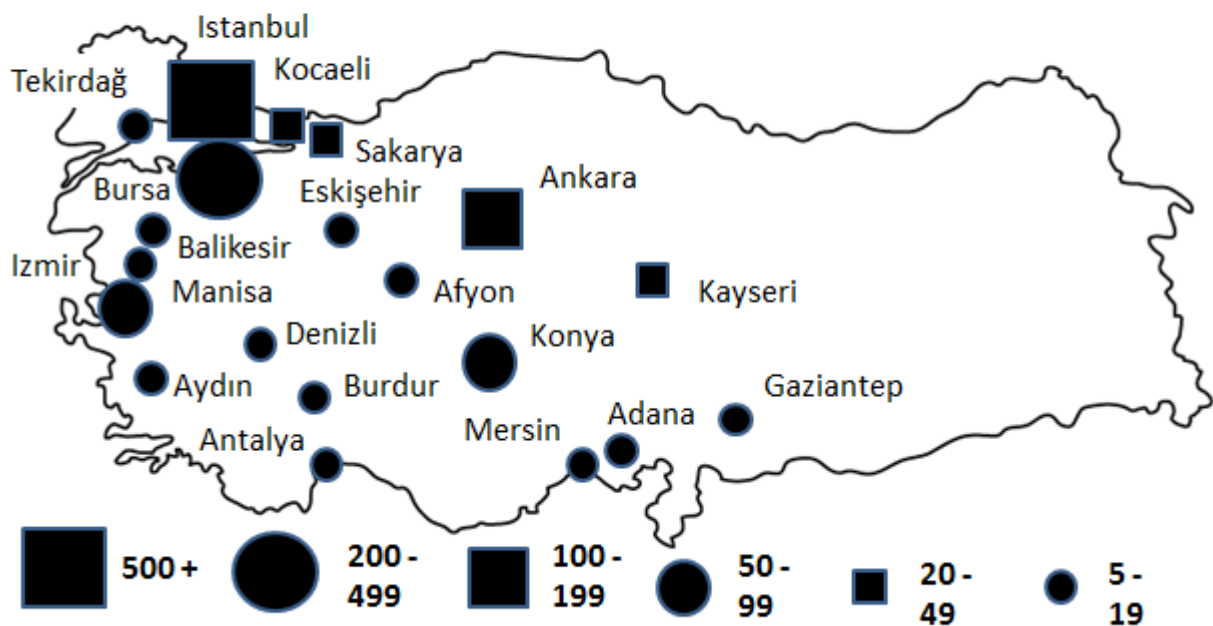 Istanbul
Kocaeli
Tekirdağ
Sakarya
Ankara
Bursa
Eskişehir
Balikesir
Izmir
Manisa
Afyon
Kayseri
Denizli
Konya
Aydın
Burdur
Gaziantep
Adana
Mersin
Antalya
500 +
200 -
499
100 -
199
50 -
99
20 -
49
5 -
19